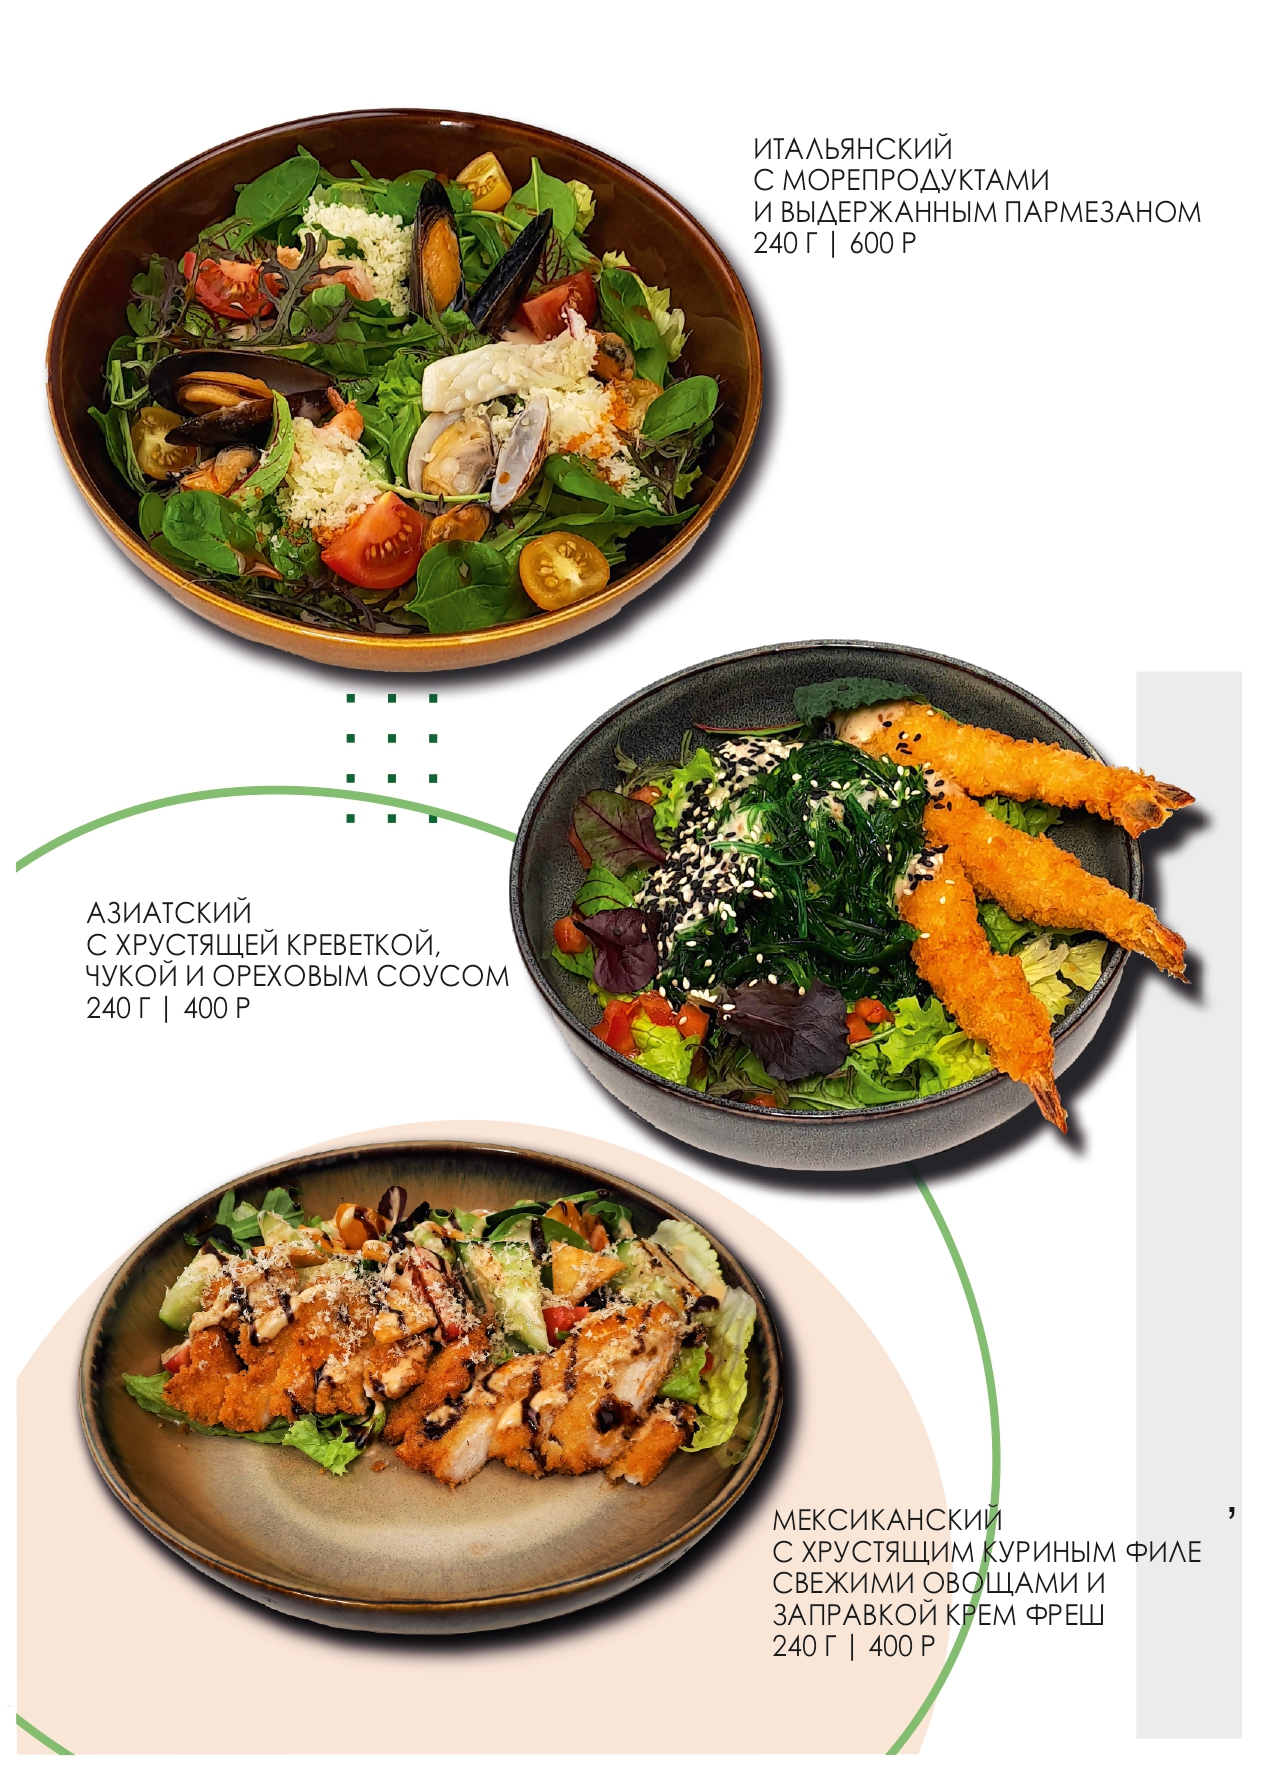 ИТАЛЬЯНСКИЙ
С МОРЕПРОДУКТАМИ
И ВЫДЕРЖАННЫМ ПАРМЕЗАНОМ
240 Г | 600 Р
АЗИАТСКИЙ
С ХРУСТЯЩЕЙ КРЕВЕТКОЙ,
ЧУКОЙ И ОРЕХОВЫМ СОУСОМ
240 Г | 400 Р
МЕКСИКАНСКИЙ
С ХРУСТЯЩИМ КУРИНЫМ ФИЛЕ
СВЕЖИМИ ОВОЩАМИ И
ЗАПРАВКОЙ КРЕМ ФРЕШ
240 Г | 400 Р
,